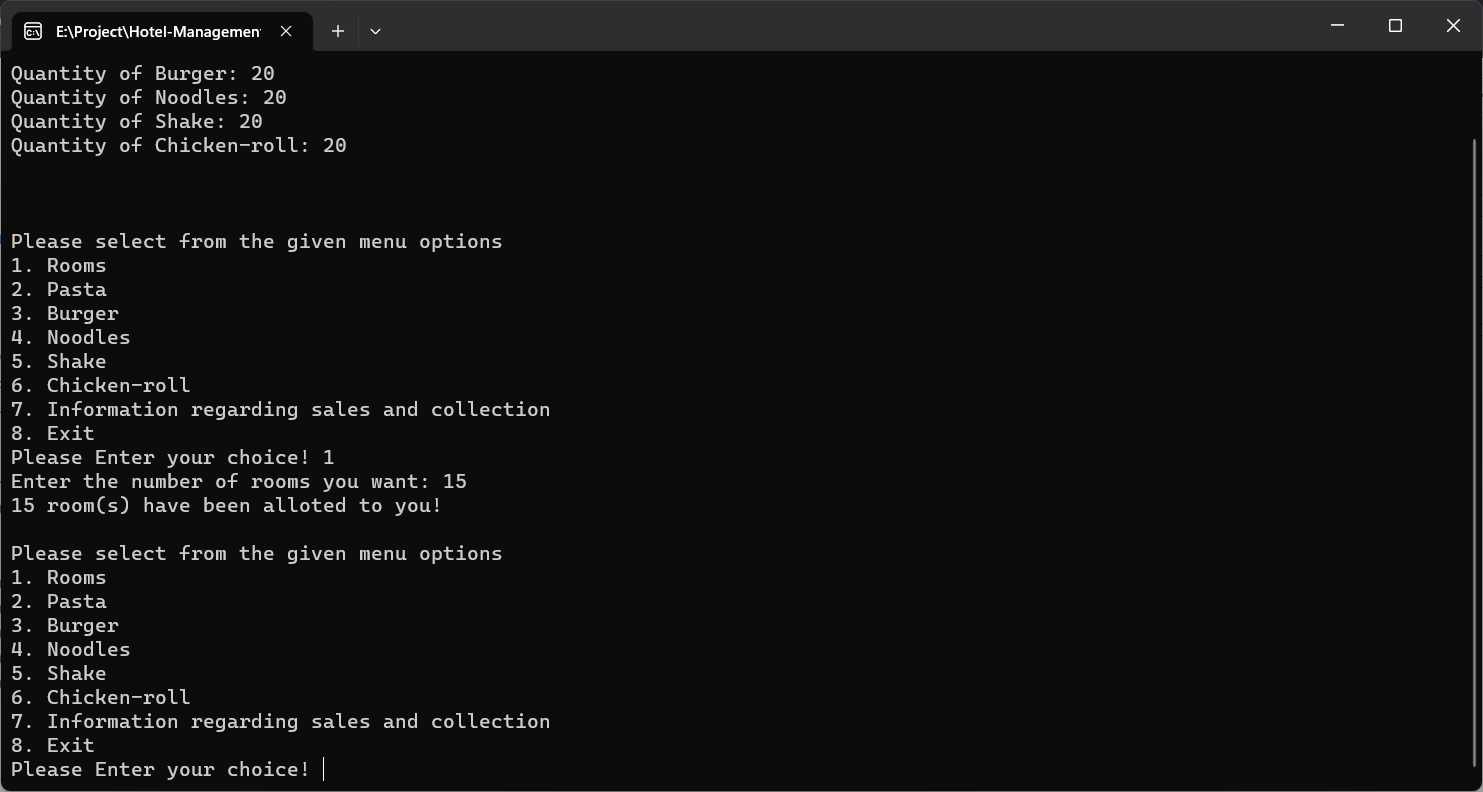 E:\Project\Hotel-Managemen
Quantity of Burger: 20
Quantity of Noodles: 20
Quantity of Shake: 20
Quantity of Chicken-roll: 20
Please select from the given menu options
1. Rooms
2. Pasta
3. Burger
4. Noodles
5. Shake
6. Chicken-roll
7. Information regarding sales and collection
8. Exit
Please Enter your choice! 1
Enter the number of rooms you want: 15
15 room(s) have been alloted to you!
Please select from the given menu options
1. Rooms
2. Pasta
3. Burger
4. Noodles
5. Shake
6. Chicken-roll
7. Information regarding sales and collection
8. Exit
Please Enter your choice!